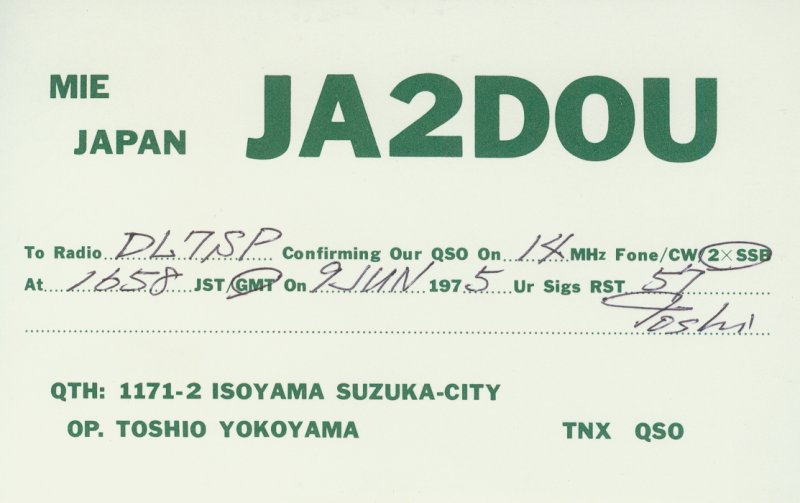 MIE
JAPAN
JA2DOU
To Radio DL7SP Confirming Our QSO On 14 MHz Fone/CW/2×SSB
At 1658 JST/GMT On 9 JUN 1975 Ur Sigs RST 57
Toshi
QTH: 1171-2 ISOYAMA SUZUKA-CITY
OP. TOSHIO YOKOYAMA
TNX QSO